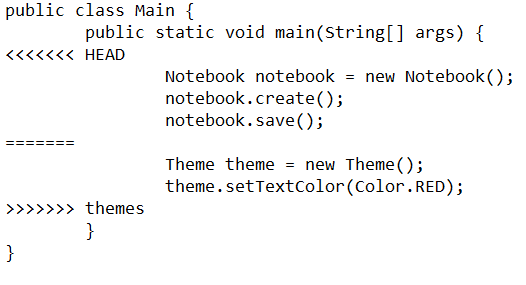 public class Main {
        public static void main(String[] args) {
<<<<<<< HEAD
                Notebook notebook = new Notebook();
                notebook.create();
                notebook.save();
=======
                Theme theme = new Theme();
                theme.setTextColor(Color.RED);
>>>>>>> themes
        }
}